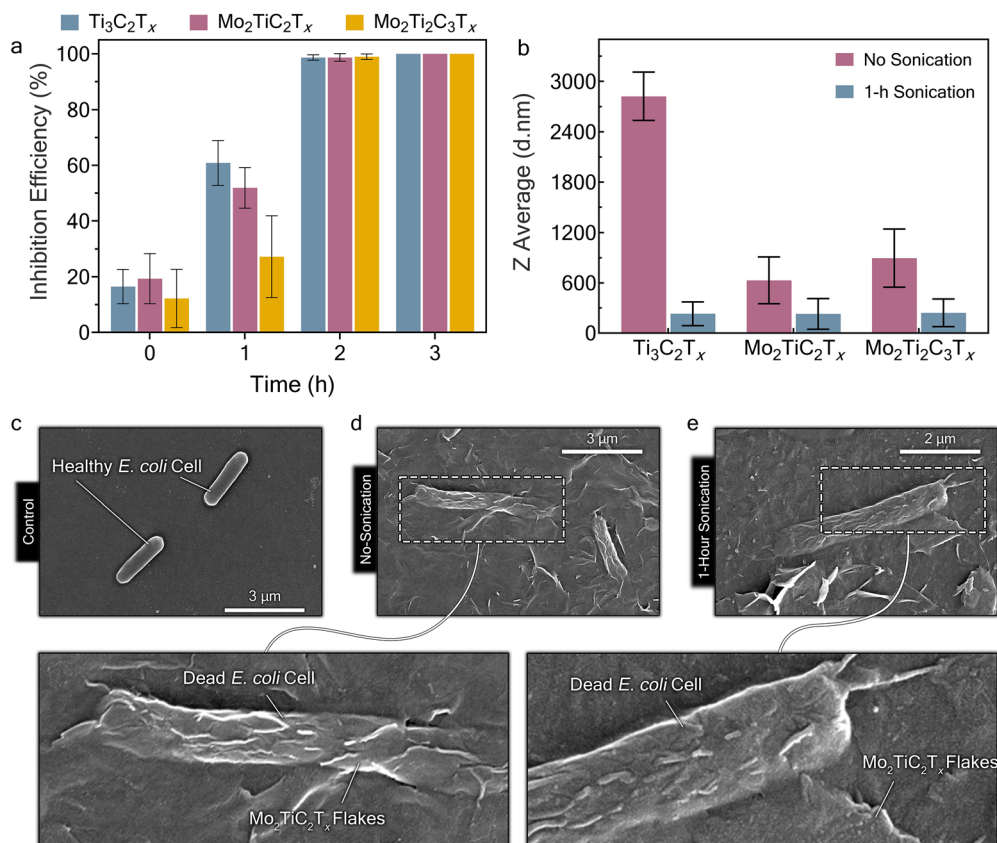 Ti₃C₂Tₓ Mo₂TiC₂Tₓ Mo₂Ti₂C₃Tₓ
a
Inhibition Efficiency (%)
100
80
60
40
20
0
0 1 2 3
Time (h)
b
Z Average (d.nm)
3000
2400
1800
1200
600
0
No Sonication
1-h Sonication
Ti₃C₂Tₓ Mo₂TiC₂Tₓ Mo₂Ti₂C₃Tₓ
c
Control
Healthy E. coli Cell
3 µm
d
No-Sonication
3 µm
e
1-Hour Sonication
2 µm
Dead E. coli Cell
Mo₂TiC₂Tₓ Flakes
Dead E. coli Cell
Mo₂TiC₂Tₓ Flakes